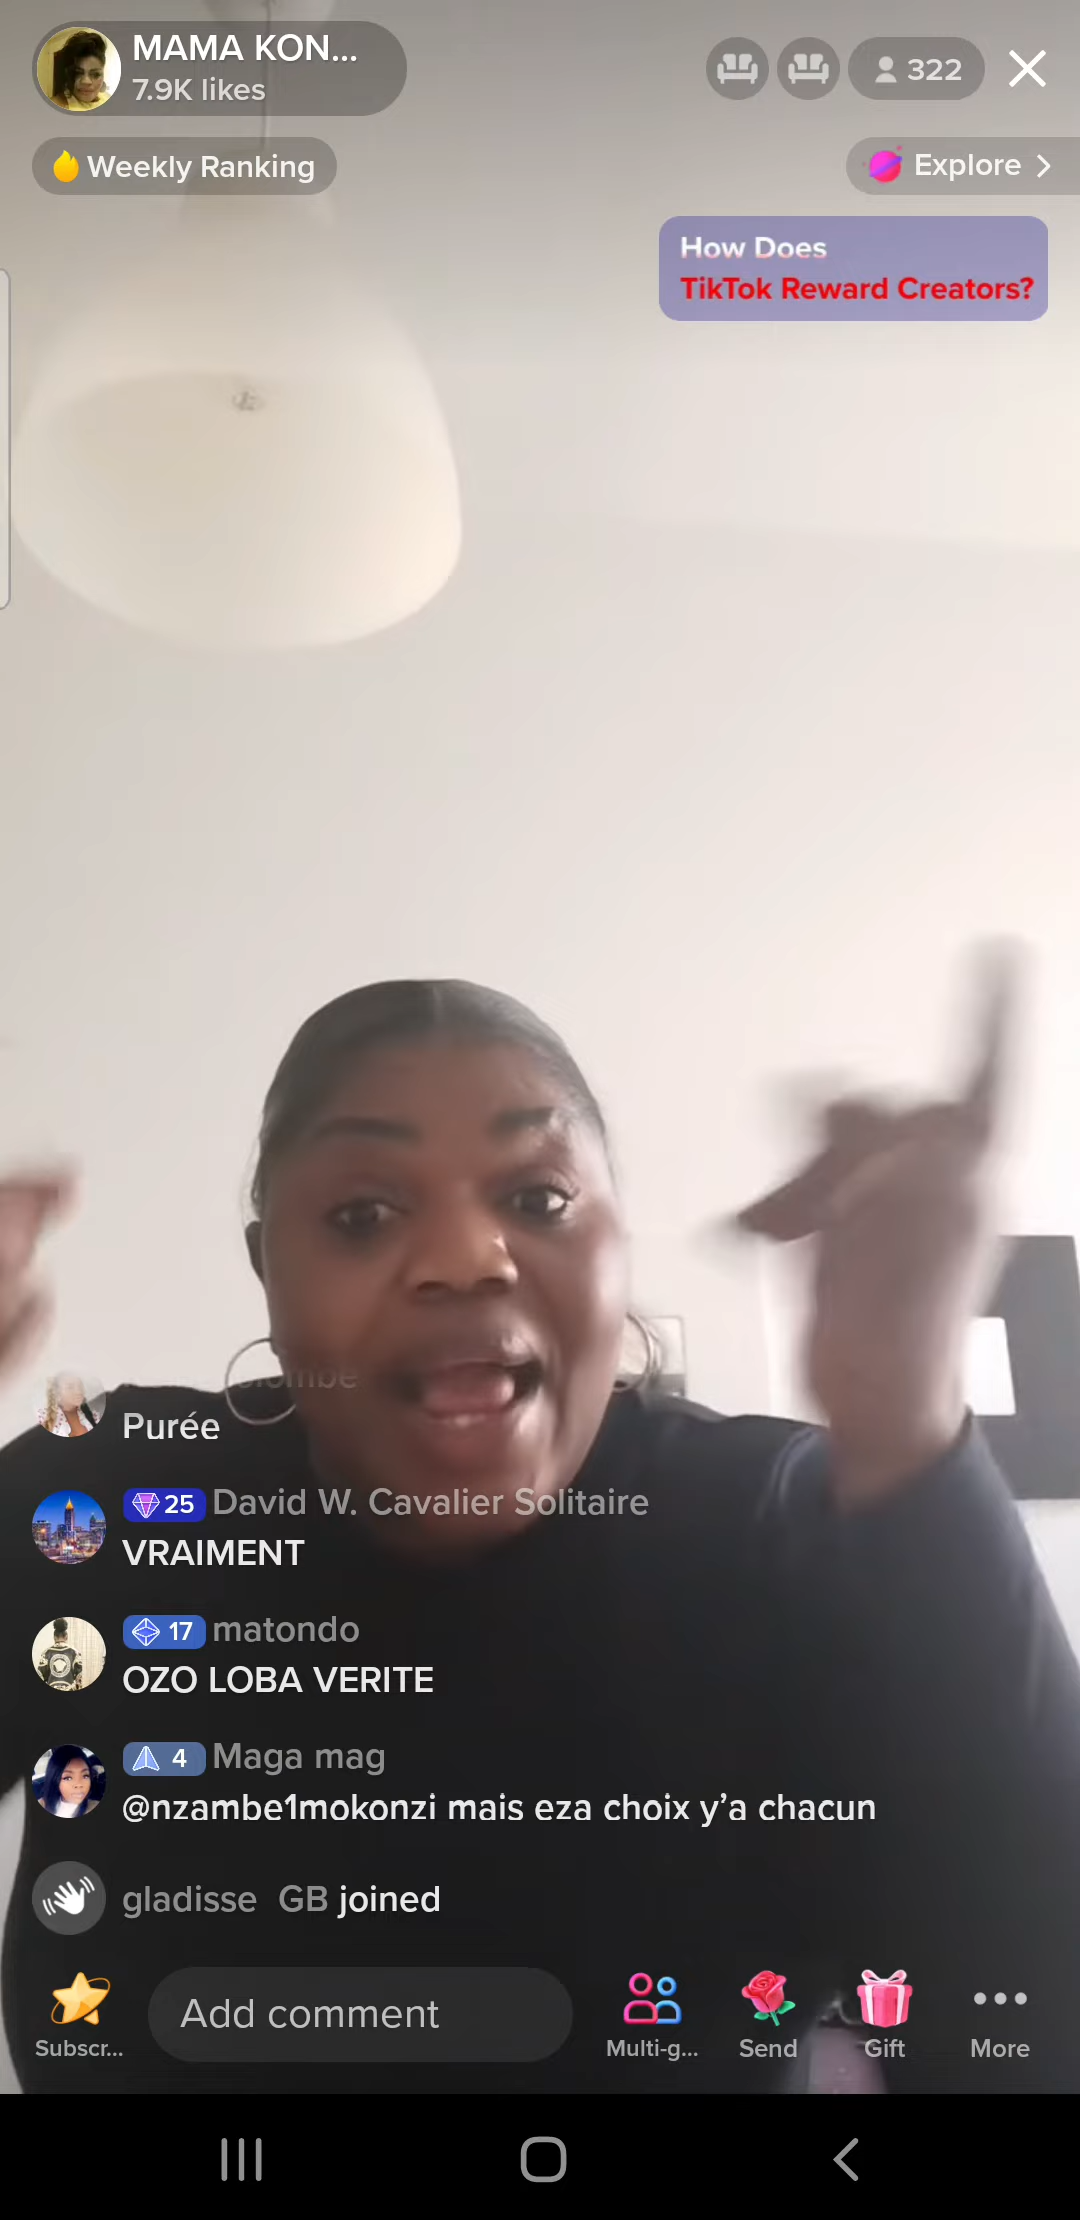 MAMA KON...
7.9K likes
322
Weekly Ranking
Explore
How Does
TikTok Reward Creators?
Purée
25 David W. Cavalier Solitaire
VRAIMENT
17 matondo
OZO LOBA VERITE
4 Maga mag
@nzambe1mokonzi mais eza choix y’a chacun
gladisse GB joined
Add comment
Subscr...
Multi-g...
Send
Gift
More